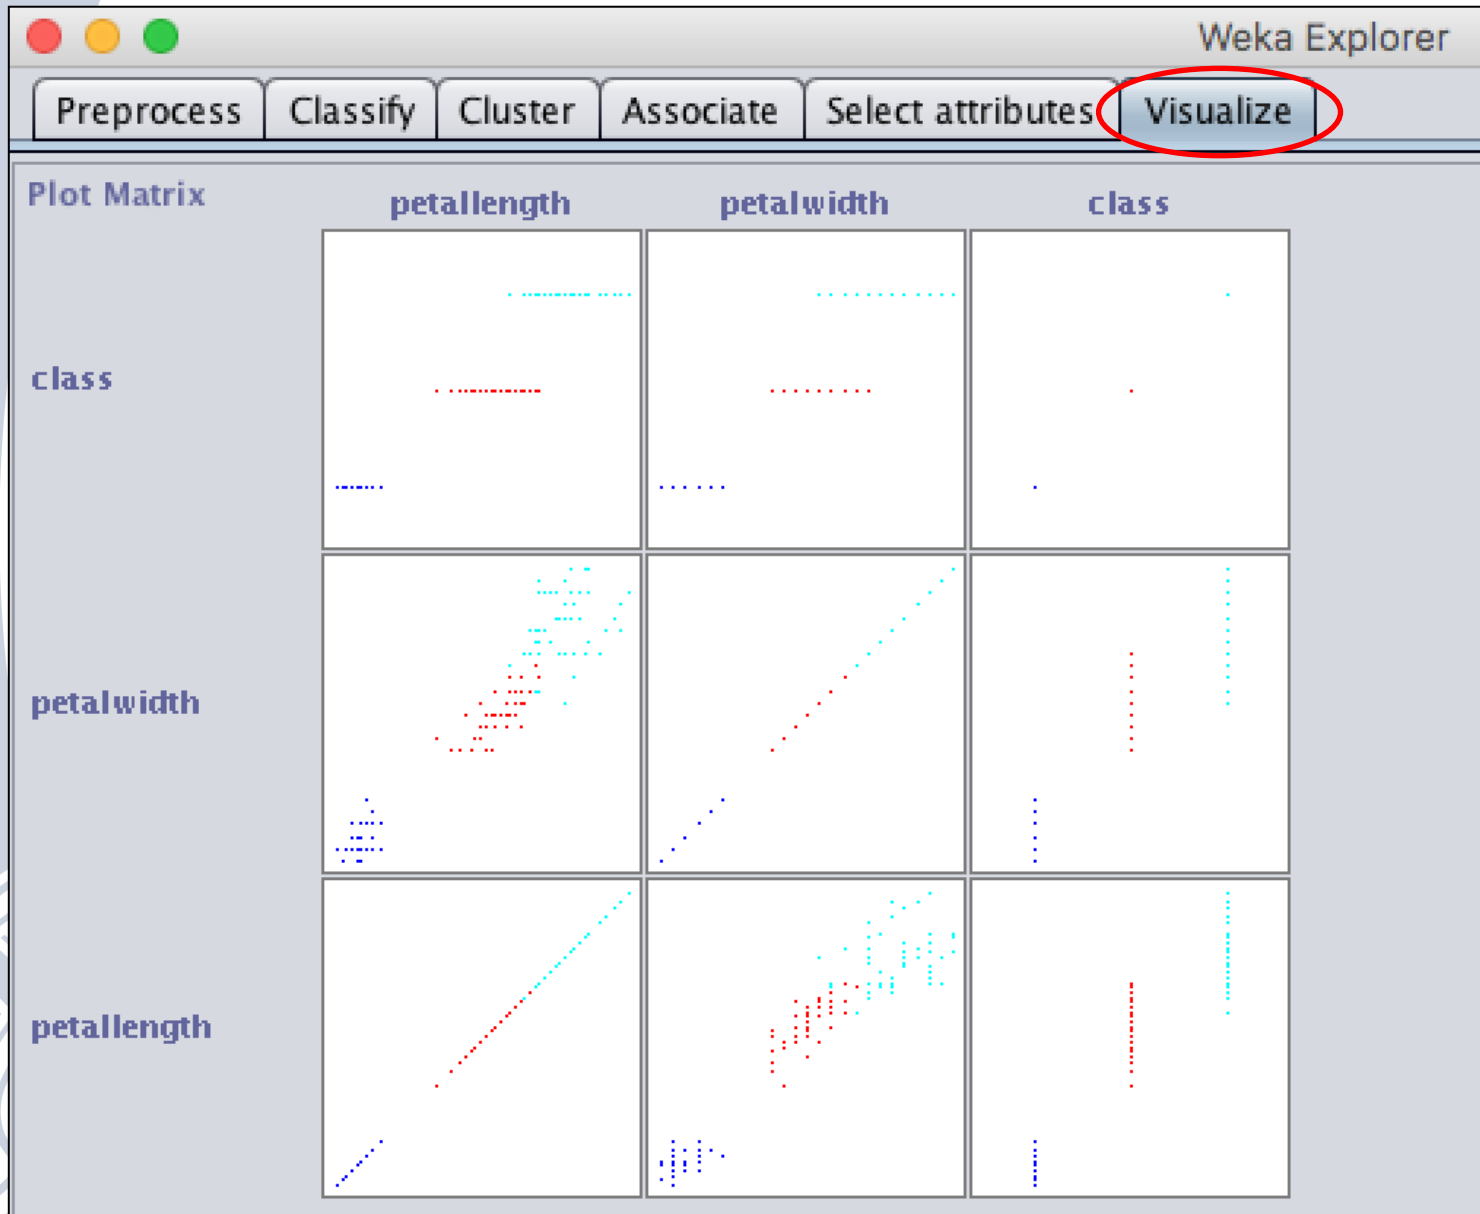 Weka Explorer
Preprocess Classify Cluster Associate Select attributes Visualize
Plot Matrix
petallength petalwidth class
class
petalwidth
petallength